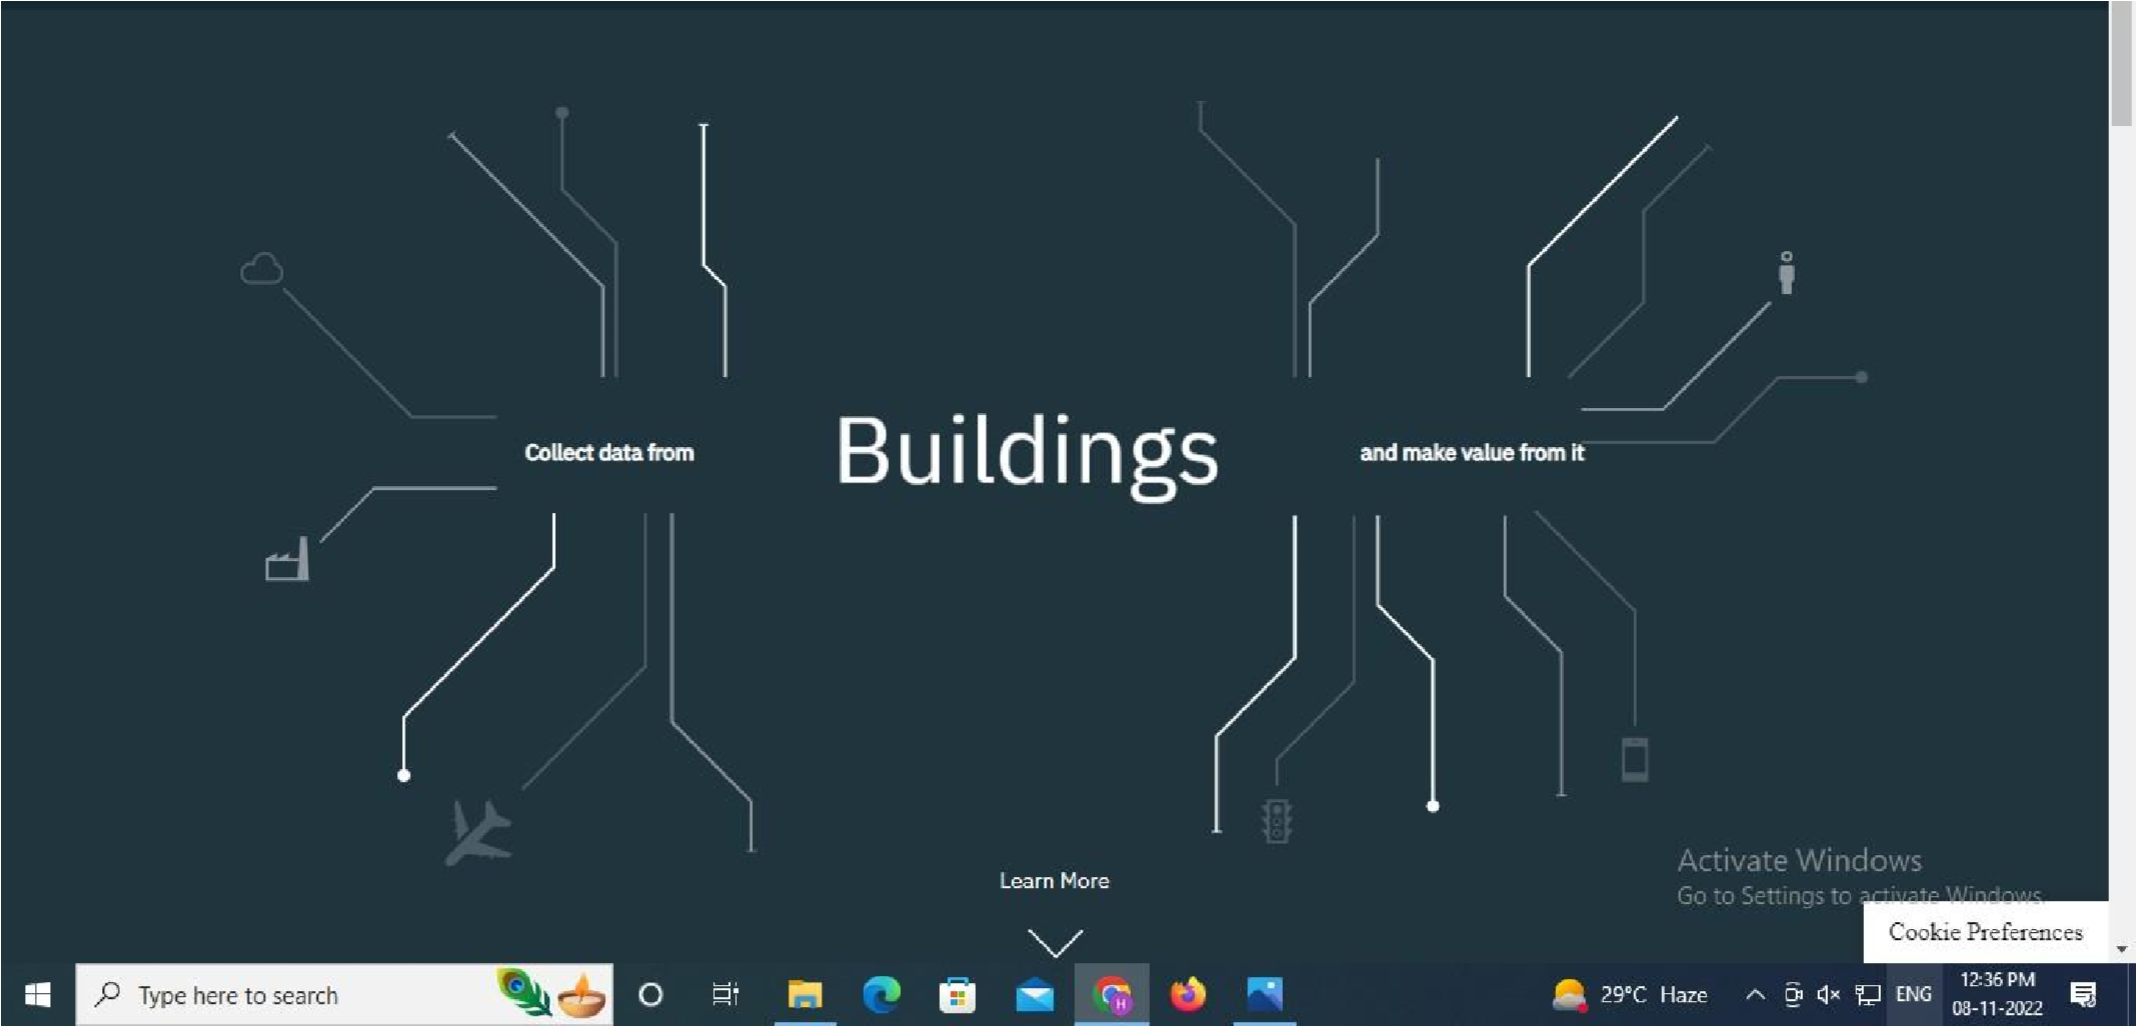 Collect data from
Buildings
and make value from it
Learn More
Activate Windows
Go to Settings to activate Windows.
Cookie Preferences
Type here to search
H
29°C Haze
ENG
12:36 PM
08-11-2022